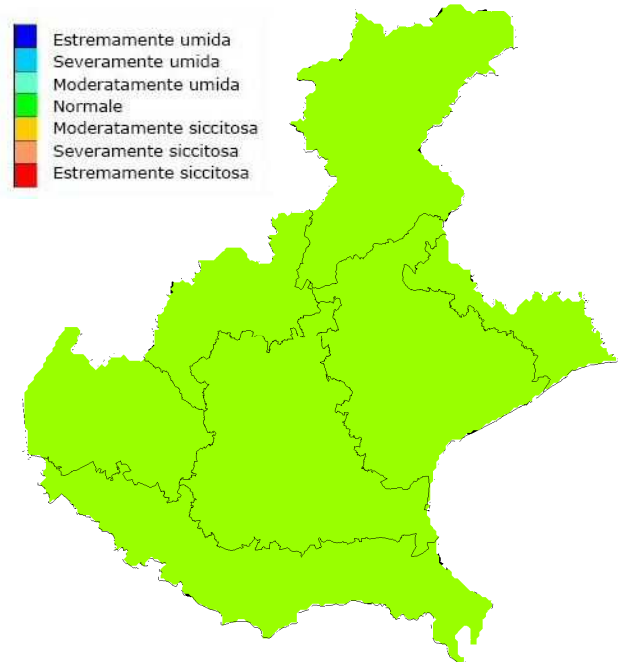 Estremamente umida
Severamente umida
Moderatamente umida
Normale
Moderatamente siccitosa
Severamente siccitosa
Estremamente siccitosa